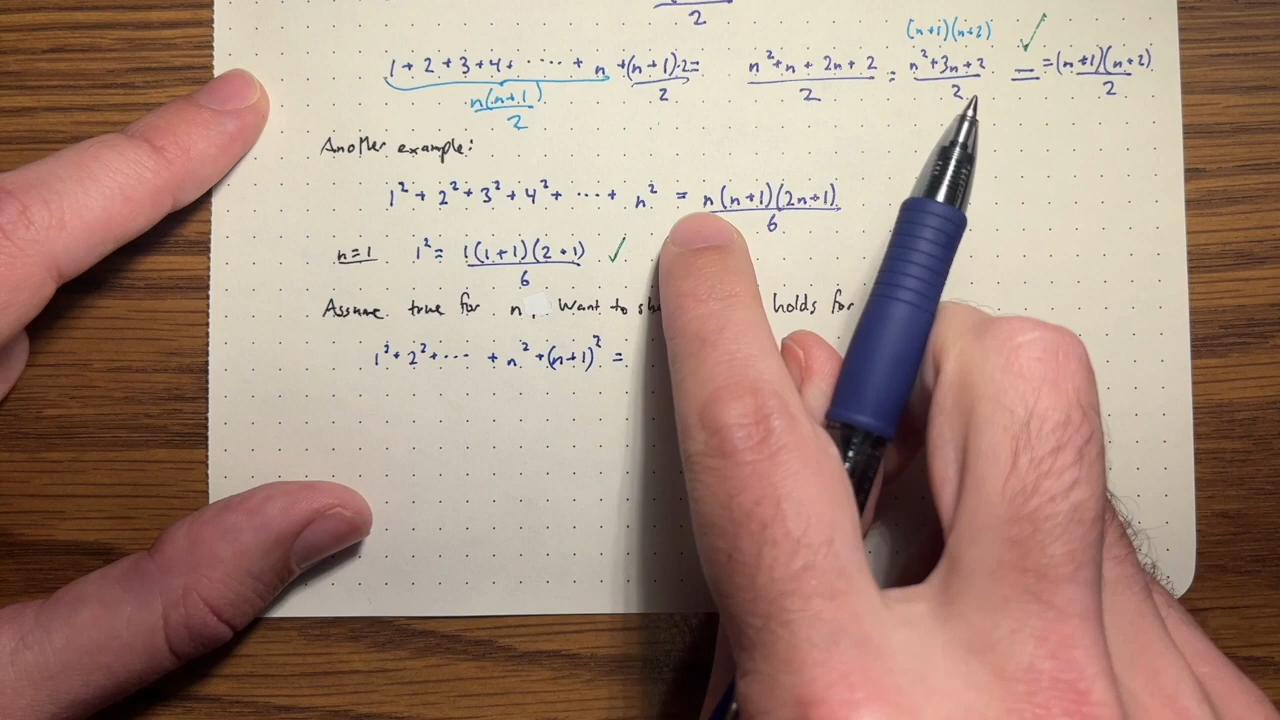 2
(n+1)(n+2) ✓
1 + 2 + 3 + 4 + ····· + n + (n+1)·2/2 = (n²+n+2n+2)/2 = (n²+3n+2)/2 = (n+1)(n+2)/2
n(n+1)/2
Another example:
1² + 2² + 3² + 4² + ··· + n² = n(n+1)(2n+1)/6
n=1 1² = 1(1+1)(2+1)/6 ✓
Assume true for n. Want to holds for
1² + 2² + ··· + n² + (n+1)² =